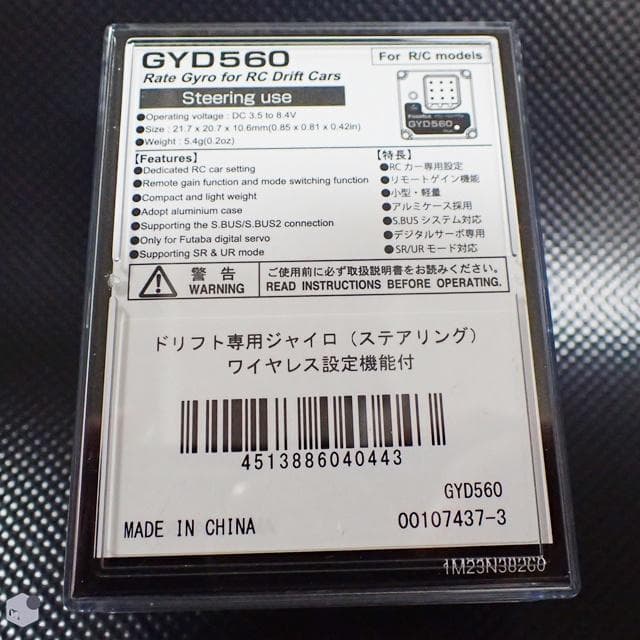 GYD560
Rate Gyro for RC Drift Cars
Steering use
For R/C models
Futaba
GYD560
●Operating voltage : DC 3.5 to 8.4V
●Size : 21.7 x 20.7 x 10.6mm(0.85 x 0.81 x 0.42in)
●Weight : 5.4g(0.2oz)
【Features】
●Dedicated RC car setting
●Remote gain function and mode switching function
●Compact and light weight
●Adopt aluminium case
●Supporting the S.BUS/S.BUS2 connection
●Only for Futaba digital servo
●Supporting SR & UR mode
【特長】
●RCカー専用設定
●リモートゲイン機能
●小型・軽量
●アルミケース採用
●S.BUSシステム対応
●デジタルサーボ専用
●SR/URモード対応
警告
WARNING
ご使用前に必ず取扱説明書をお読みください。
READ INSTRUCTIONS BEFORE OPERATING.
ドリフト専用ジャイロ（ステアリング）
ワイヤレス設定機能付
4513886040443
GYD560
00107437-3
MADE IN CHINA
1M23N38260